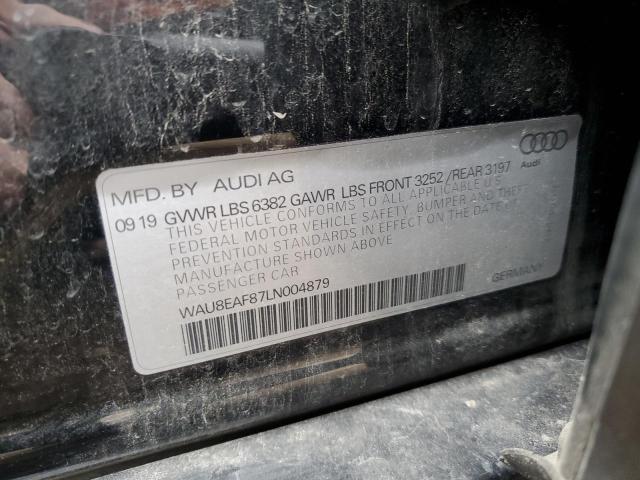 MFD. BY AUDI AG
Audi
09 19 GVWR LBS 6382 GAWR LBS FRONT 3252 / REAR 3197
THIS VEHICLE CONFORMS TO ALL APPLICABLE U.S.
FEDERAL MOTOR VEHICLE SAFETY, BUMPER AND THEFT
PREVENTION STANDARDS IN EFFECT ON THE DATE OF
MANUFACTURE SHOWN ABOVE
PASSENGER CAR
WAU8EAF87LN004879
GERMANY